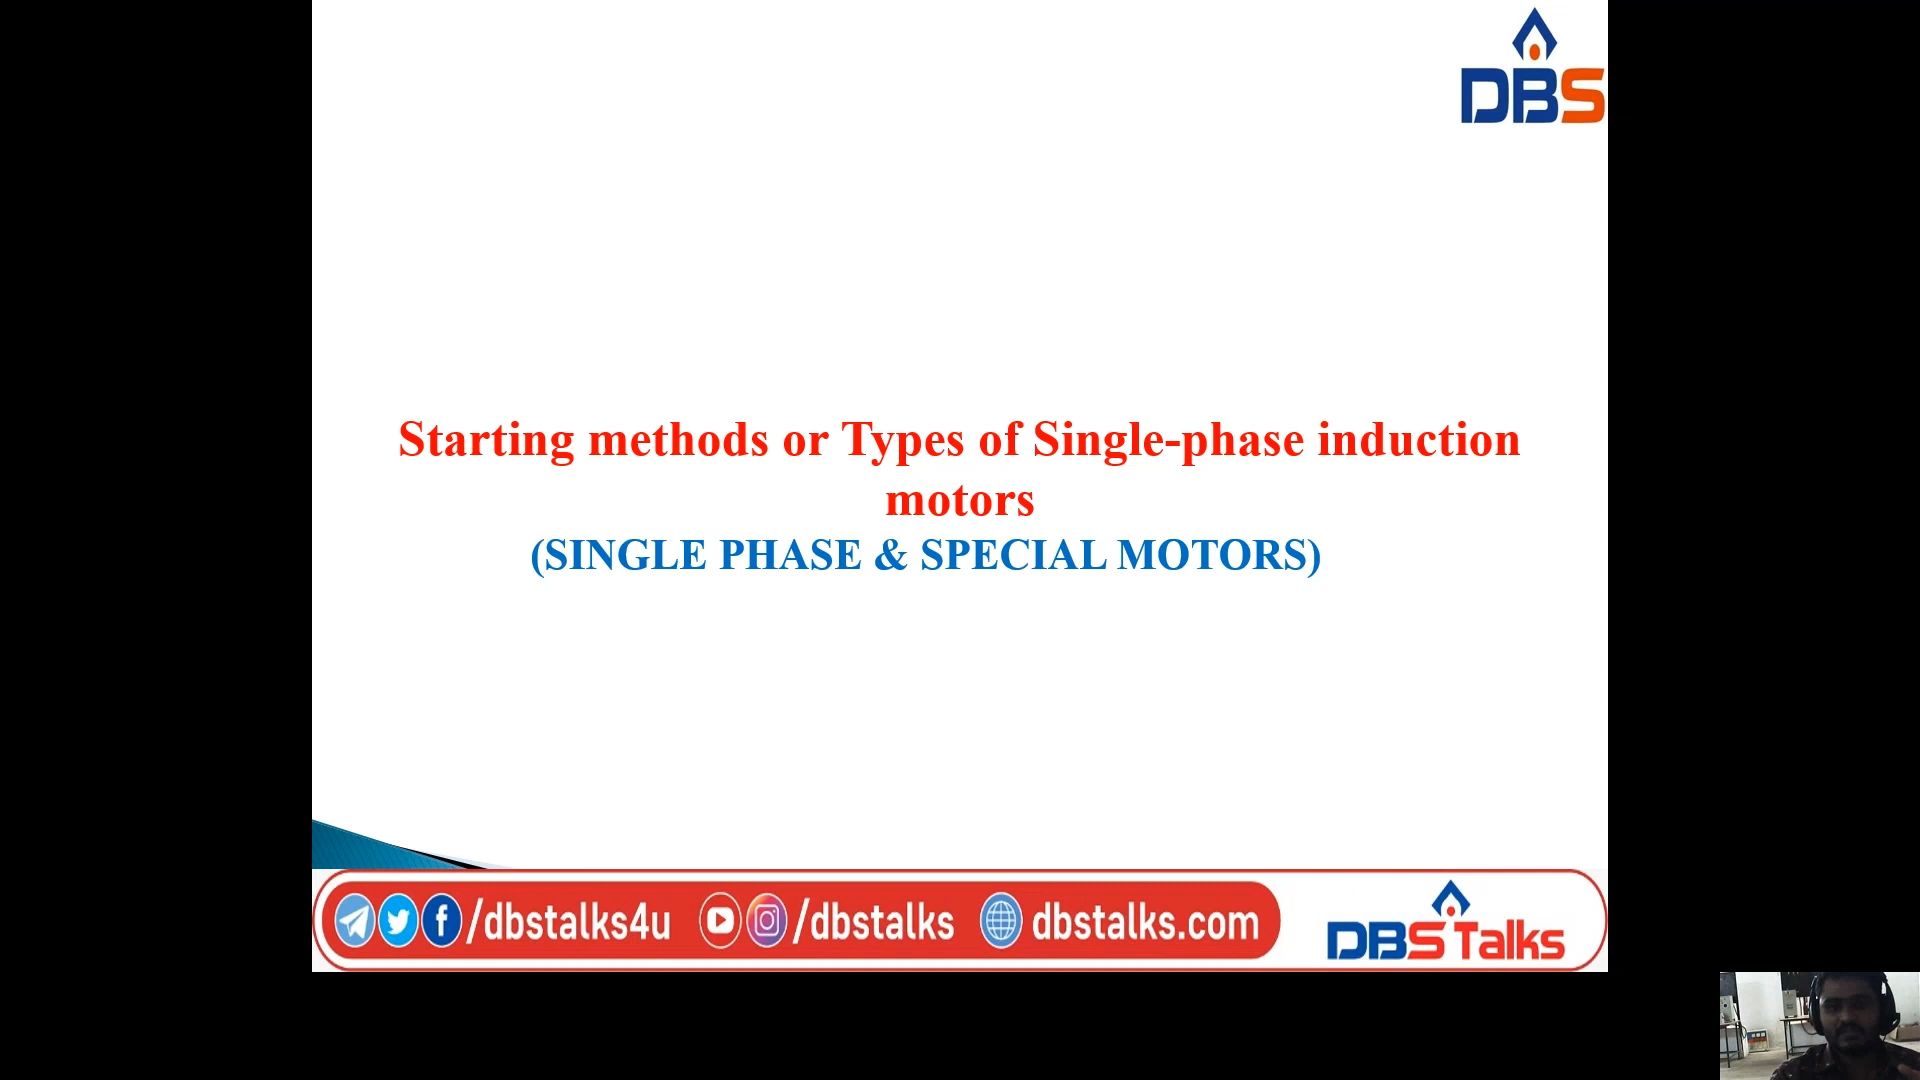 DBS
Starting methods or Types of Single-phase induction
motors
(SINGLE PHASE & SPECIAL MOTORS)
/dbstalks4u /dbstalks dbstalks.com DBS Talks